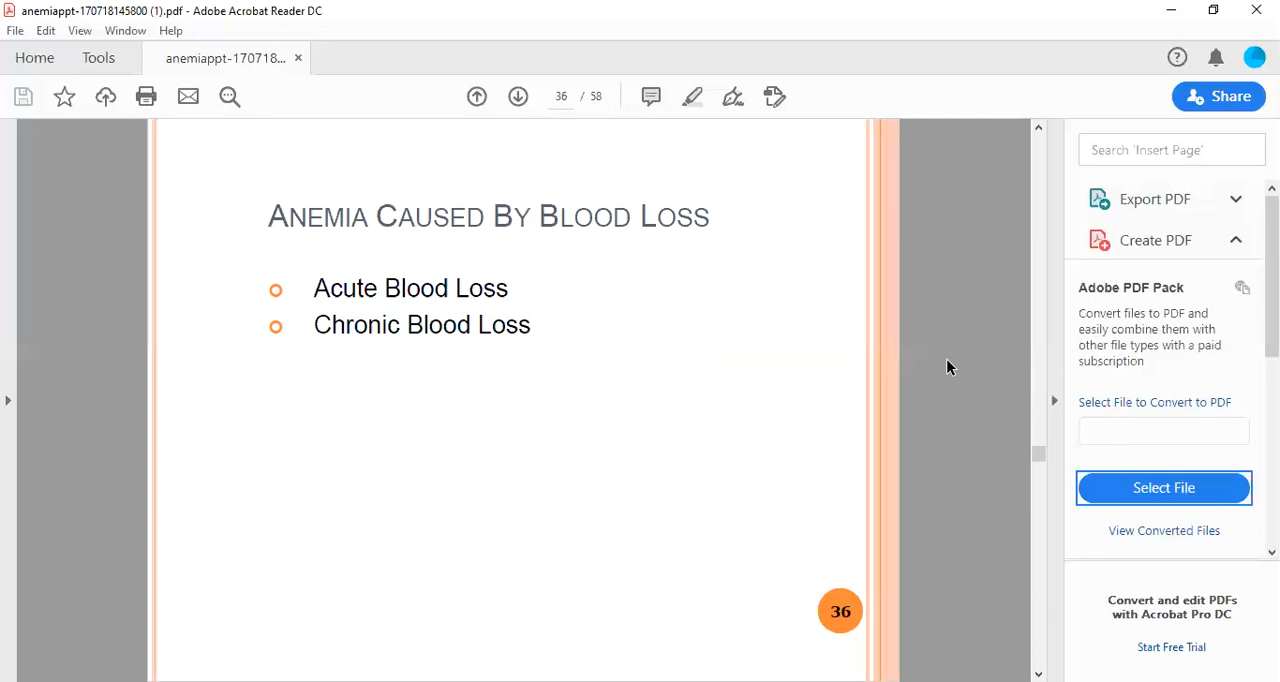 anemiappt-170718145800 (1).pdf - Adobe Acrobat Reader DC
File Edit View Window Help
Home Tools anemiappt-170718... ×
36 / 58
Share
ANEMIA CAUSED BY BLOOD LOSS
Acute Blood Loss
Chronic Blood Loss
36
Search 'Insert Page'
Export PDF
Create PDF
Adobe PDF Pack
Convert files to PDF and
easily combine them with
other file types with a paid
subscription
Select File to Convert to PDF
Select File
View Converted Files
Convert and edit PDFs
with Acrobat Pro DC
Start Free Trial